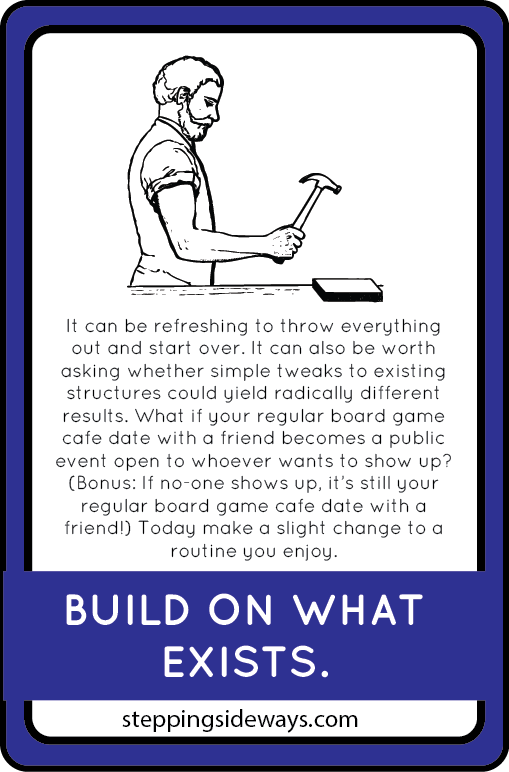 It can be refreshing to throw everything
out and start over. It can also be worth
asking whether simple tweaks to existing
structures could yield radically different
results. What if your regular board game
cafe date with a friend becomes a public
event open to whoever wants to show up?
(Bonus: If no-one shows up, it's still your
regular board game cafe date with a
friend!) Today make a slight change to a
routine you enjoy.
BUILD ON WHAT
EXISTS.
steppingsideways.com